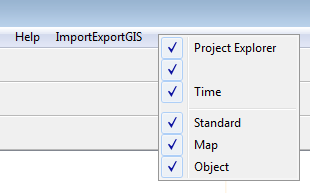 Help ImportExportGIS
Project Explorer
Time
Standard
Map
Object